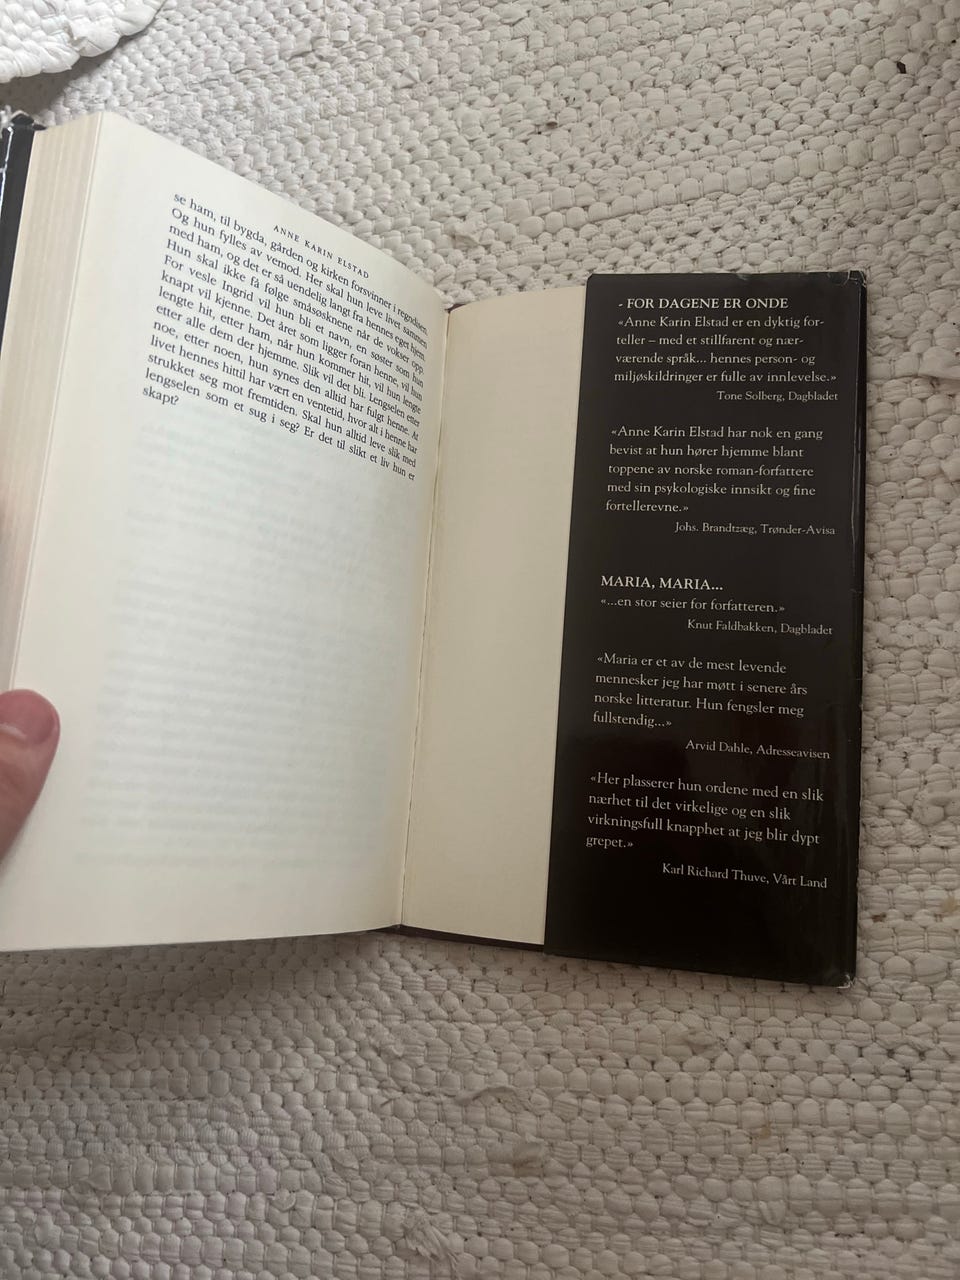 ANNE KARIN ELSTAD
se ham, til bygda, gården og kirken forsvinner i regndisen.
Og hun fylles av vemod. Her skal hun leve livet sammen
med ham, og det er så uendelig langt fra hennes eget hjem.
Hun skal ikke få følge småsøsknene når de vokser opp.
For vesle Ingrid vil hun bli et navn, en søster som hun
knapt vil kjenne. Det året som ligger foran henne, vil hun
lengte hit, etter ham, når hun kommer hit, vil hun lengte
etter alle dem der hjemme. Slik vil det bli. Lengselen etter
noe, etter noen, hun synes den alltid har fulgt henne. At
livet hennes hittil har vært en ventetid, hvor alt i henne har
strukket seg mot fremtiden. Skal hun alltid leve slik med
lengselen som et sug i seg? Er det til slikt et liv hun er
skapt?
- FOR DAGENE ER ONDE
«Anne Karin Elstad er en dyktig for-
teller – med et stillfarent og nær-
værende språk... hennes person- og
miljøskildringer er fulle av innlevelse.»
Tone Solberg, Dagbladet
«Anne Karin Elstad har nok en gang
bevist at hun hører hjemme blant
toppene av norske roman-forfattere
med sin psykologiske innsikt og fine
fortellerevne.»
Johs. Brandtzæg, Trønder-Avisa
MARIA, MARIA...
«...en stor seier for forfatteren.»
Knut Faldbakken, Dagbladet
«Maria er et av de mest levende
mennesker jeg har møtt i senere års
norske litteratur. Hun fengsler meg
fullstendig...»
Arvid Dahle, Adresseavisen
«Her plasserer hun ordene med en slik
nærhet til det virkelige og en slik
virkningsfull knapphet at jeg blir dypt
grepet.»
Karl Richard Thuve, Vårt Land